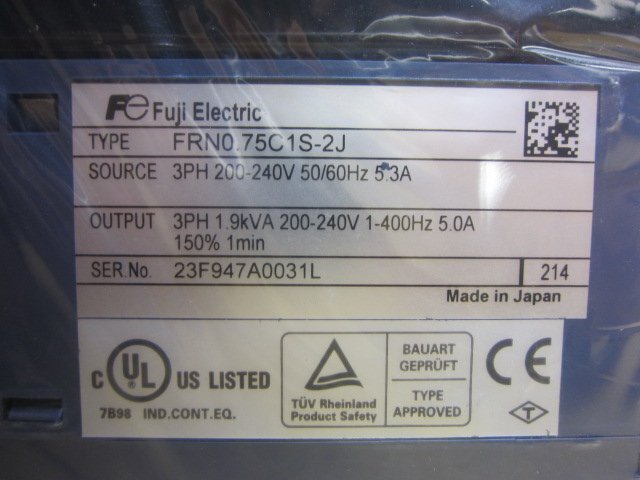 Fe Fuji Electric
TYPE FRN0.75C1S-2J
SOURCE 3PH 200-240V 50/60Hz 5.3A
OUTPUT 3PH 1.9kVA 200-240V 1-400Hz 5.0A
150% 1min
SER.No. 23F947A0031L 214
Made in Japan
C UL US LISTED
7B98 IND.CONT.EQ.
TÜV Rheinland
Product Safety
BAUART
GEPRÜFT
TYPE
APPROVED
CE
T